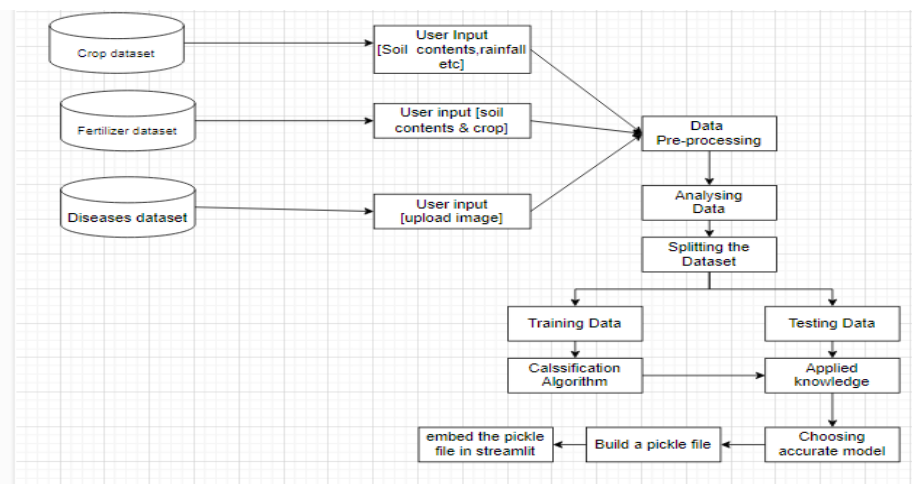 Crop dataset
User Input
[Soil contents,rainfall
etc]
Fertilizer dataset
User input [soil
contents & crop]
Data
Pre-processing
Diseases dataset
User input
[upload image]
Analysing
Data
Splitting the
Dataset
Training Data
Testing Data
Calssification
Algorithm
Applied
knowledge
embed the pickle
file in streamlit
Build a pickle file
Choosing
accurate model